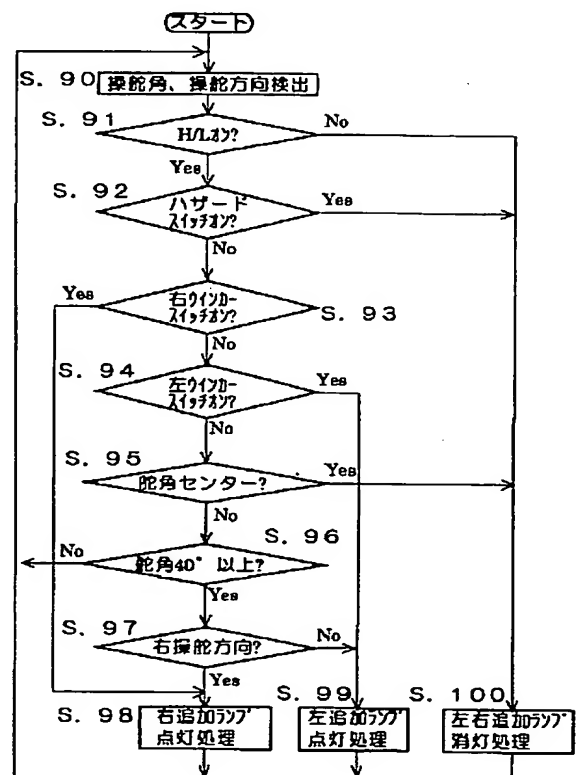 スタート
S. 90
操舵角、操舵方向検出
S. 91
H/Lオン?
No
Yes
S. 92
ハザード
スイッチオン?
Yes
No
Yes
右ウインカー
スイッチオン?
S. 93
No
S. 94
左ウインカー
スイッチオン?
Yes
No
S. 95
舵角センター?
Yes
No
S. 96
No
舵角40°以上?
Yes
S. 97
右操舵方向?
No
Yes
S. 98
右追加ランプ
点灯処理
S. 99
左追加ランプ
点灯処理
S. 100
左右追加ランプ
消灯処理